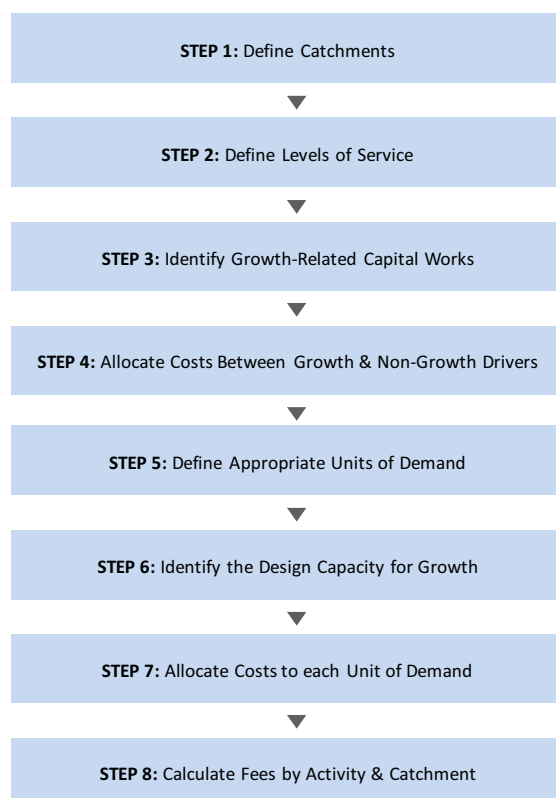 STEP 1: Define Catchments
STEP 2: Define Levels of Service
STEP 3: Identify Growth-Related Capital Works
STEP 4: Allocate Costs Between Growth & Non-Growth Drivers
STEP 5: Define Appropriate Units of Demand
STEP 6: Identify the Design Capacity for Growth
STEP 7: Allocate Costs to each Unit of Demand
STEP 8: Calculate Fees by Activity & Catchment